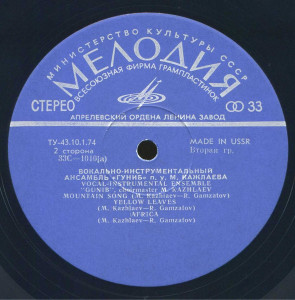 МИНИСТЕРСТВО КУЛЬТУРЫ СССР
МЕЛОДИЯ
ВСЕСОЮЗНАЯ ФИРМА ГРАМПЛАСТИНОК
СТЕРЕО
33
АПРЕЛЕВСКИЙ ОРДЕНА ЛЕНИНА ЗАВОД
ТУ-43.10.1.74
MADE IN USSR
2 сторона
Вторая гр.
33С—1040(а)
ВОКАЛЬНО-ИНСТРУМЕНТАЛЬНЫЙ
АНСАМБЛЬ «ГУНИБ» п. у. М. КАЖЛАЕВА
VOCAL-INSTRUMENTAL ENSEMBLE
"GUNIB", choirmaster M. KAZHLAEV
MOUNTAIN SONG (M. Kazhlaev—R. Gamzatov)
YELLOW LEAVES
(M. Kazhlaev—R. Gamzatov)
AFRICA
(M. Kazhlaev—R. Gamzatov)